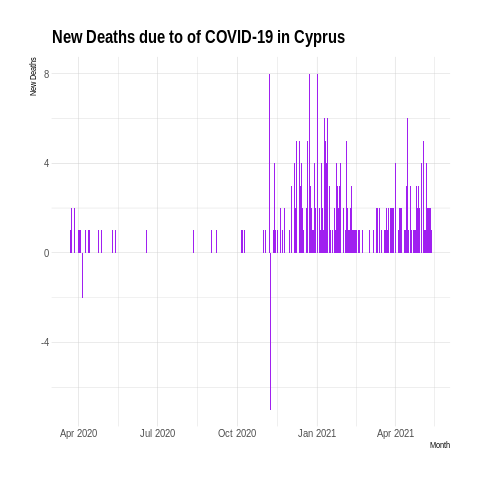 New Deaths due to of COVID-19 in Cyprus
New Deaths
8
4
0
-4
Apr 2020 Jul 2020 Oct 2020 Jan 2021 Apr 2021
Month